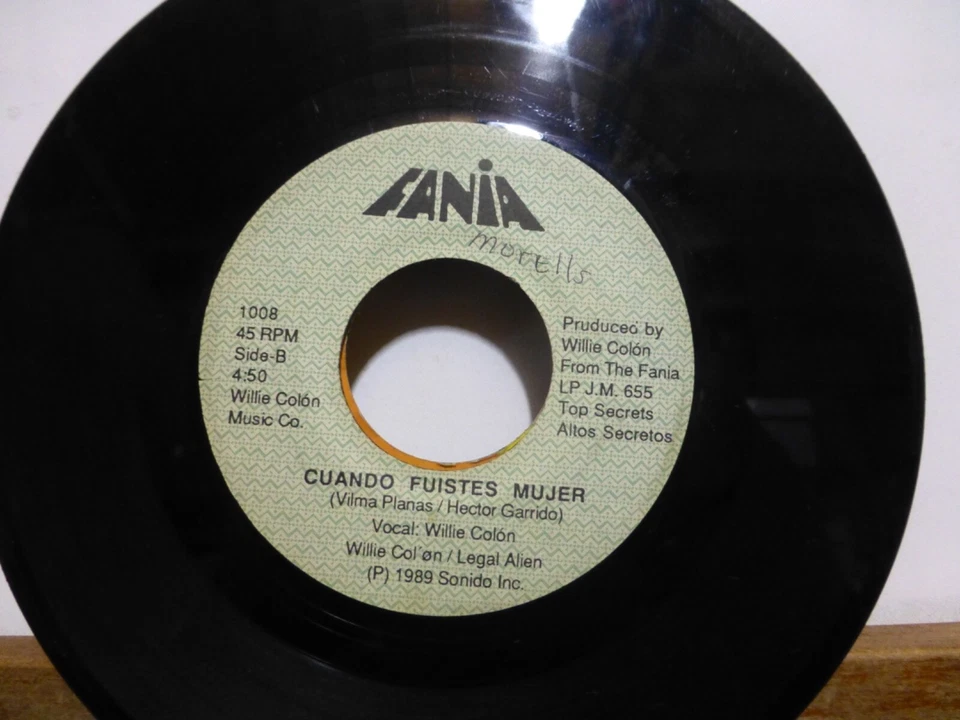 FANIA
Morells
1008
45 RPM
Side-B
4:50
Willie Colón
Music Co.
Pruduceo by
Willie Colón
From The Fania
LP J.M. 655
Top Secrets
Altos Secretos
CUANDO FUISTES MUJER
(Vilma Planas / Hector Garrido)
Vocal: Willie Colón
Willie Col´øn / Legal Alien
(P) 1989 Sonido Inc.